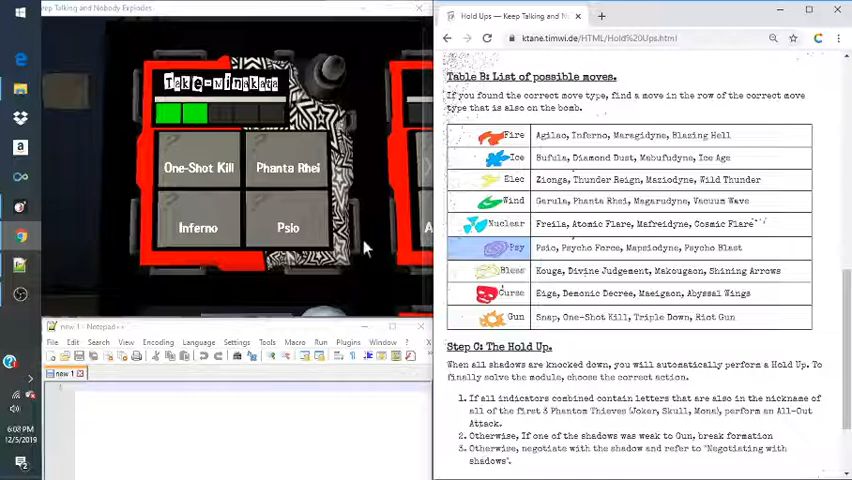 Keep Talking and Nobody Explodes
Take-Minakata
One-Shot Kill
Phanta Rhei
Inferno
Psio
A
new 1 - Notepad++
File Edit Search View Encoding Language Settings Tools Macro Run Plugins Window ?
new 1
1
6:08 PM
12/5/2019
2
Hold Ups — Keep Talking and No
ktane.timwi.de/HTML/Hold%20Ups.html
Table B: List of possible moves.
If you found the correct move type, find a move in the row of the correct move
type that is also on the bomb.
Fire Agilao, Inferno, Maragidyne, Blazing Hell
Ice Bufula, Diamond Dust, Mabufudyne, Ice Age
Elec Zionga, Thunder Reign, Maziodyne, Wild Thunder
Wind Garula, Phanta Rhei, Magarudyne, Vacuum Wave
Nuclear Freila, Atomic Flare, Mafreidyne, Cosmic Flare
Psy Psio, Psycho Force, Mapsiodyne, Psycho Blast
Bless Kouga, Divine Judgement, Makougaon, Shining Arrows
Curse Eiga, Demonic Decree, Maeigaon, Abyssal Wings
Gun Snap, One-Shot Kill, Triple Down, Riot Gun
Step C: The Hold Up.
When all shadows are knocked down, you will automatically perform a Hold Up. To
finally solve the module, choose the correct action.
1. If all indicators combined contain letters that are also in the nickname of
all of the first 3 Phantom Thieves (Joker, Skull, Mona), perform an All-Out
Attack.
2. Otherwise, If one of the shadows was weak to Gun, break formation
3. Otherwise, negotiate with the shadow and refer to "Negotiating with
shadows".